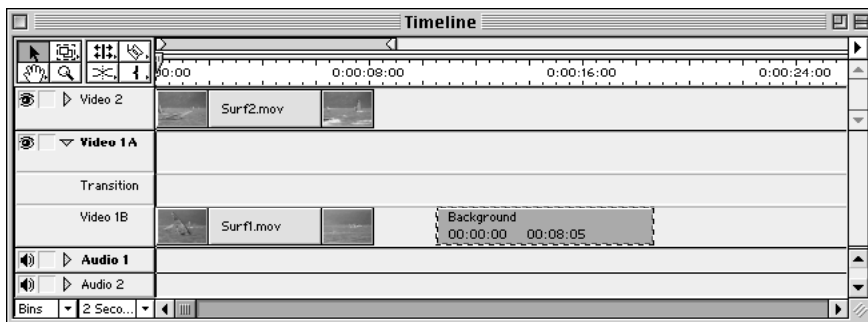 Timeline
00:00 0:00:08:00 0:00:16:00 0:00:24:00
Video 2
Surf2.mov
Video 1A
Transition
Video 1B
Surf1.mov
Background
00:00:00 00:08:05
Audio 1
Audio 2
Bins 2 Seco...